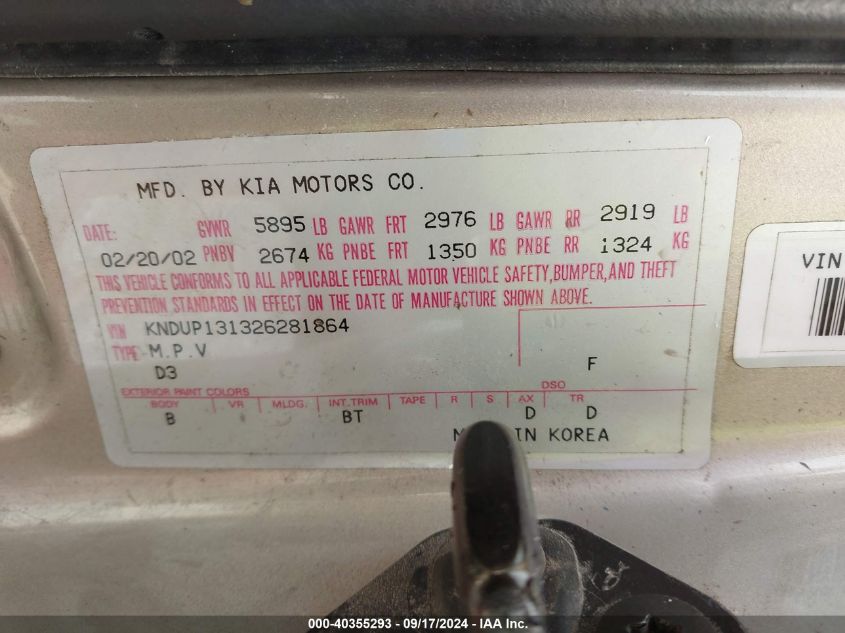 MFD. BY KIA MOTORS CO.
DATE: GVWR 5895 LB GAWR FRT 2976 LB GAWR RR 2919 LB
02/20/02 PNBV 2674 KG PNBE FRT 1350 KG PNBE RR 1324 KG
THIS VEHICLE CONFORMS TO ALL APPLICABLE FEDERAL MOTOR VEHICLE SAFETY,BUMPER,AND THEFT
PREVENTION STANDARDS IN EFFECT ON THE DATE OF MANUFACTURE SHOWN ABOVE.
VIN KNDUP131326281864
TYPE M.P.V
D3 F
EXTERIOR PAINT COLORS DSO
BODY VR MLDG. INT.TRIM TAPE R S AX TR
B BT D D
IN KOREA
VIN
000-40355293 - 09/17/2024 - IAA Inc.